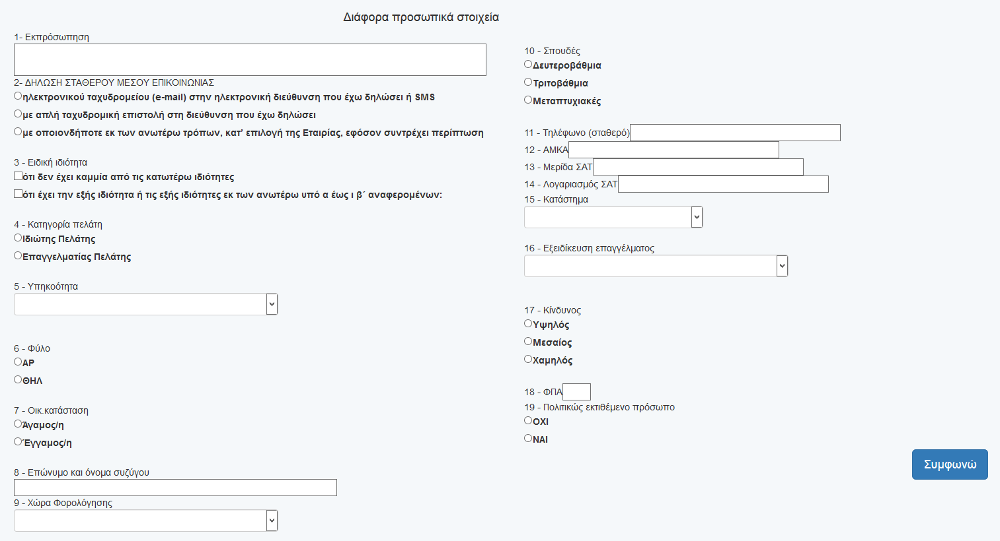 Διάφορα προσωπικά στοιχεία
1- Εκπρόσωπηση
2- ΔΗΛΩΣΗ ΣΤΑΘΕΡΟΥ ΜΕΣΟΥ ΕΠΙΚΟΙΝΩΝΙΑΣ
ηλεκτρονικού ταχυδρομείου (e-mail) στην ηλεκτρονική διεύθυνση που έχω δηλώσει ή SMS
με απλή ταχυδρομική επιστολή στη διεύθυνση που έχω δηλώσει
με οποιονδήποτε εκ των ανωτέρω τρόπων, κατ’ επιλογή της Εταιρίας, εφόσον συντρέχει περίπτωση
3 - Ειδική ιδιότητα
ότι δεν έχει καμμία από τις κατωτέρω ιδιότητες
ότι έχει την εξής ιδιότητα ή τις εξής ιδιότητες εκ των ανωτέρω υπό α έως ι β΄ αναφερομένων:
4 - Κατηγορία πελάτη
Ιδιώτης Πελάτης
Επαγγελματίας Πελάτης
5 - Υπηκοότητα
6 - Φύλο
ΑΡ
ΘΗΛ
7 - Οικ.κατάσταση
Άγαμος/η
Έγγαμος/η
8 - Επώνυμο και όνομα συζύγου
9 - Χώρα Φορολόγησης
10 - Σπουδές
Δευτεροβάθμια
Τριτοβάθμια
Μεταπτυχιακές
11 - Τηλέφωνο (σταθερό)
12 - ΑΜΚΑ
13 - Μερίδα ΣΑΤ
14 - Λογαριασμός ΣΑΤ
15 - Κατάστημα
16 - Εξειδίκευση επαγγέλματος
17 - Κίνδυνος
Υψηλός
Μεσαίος
Χαμηλός
18 - ΦΠΑ
19 - Πολιτικώς εκτιθέμενο πρόσωπο
ΟΧΙ
ΝΑΙ
Συμφωνώ